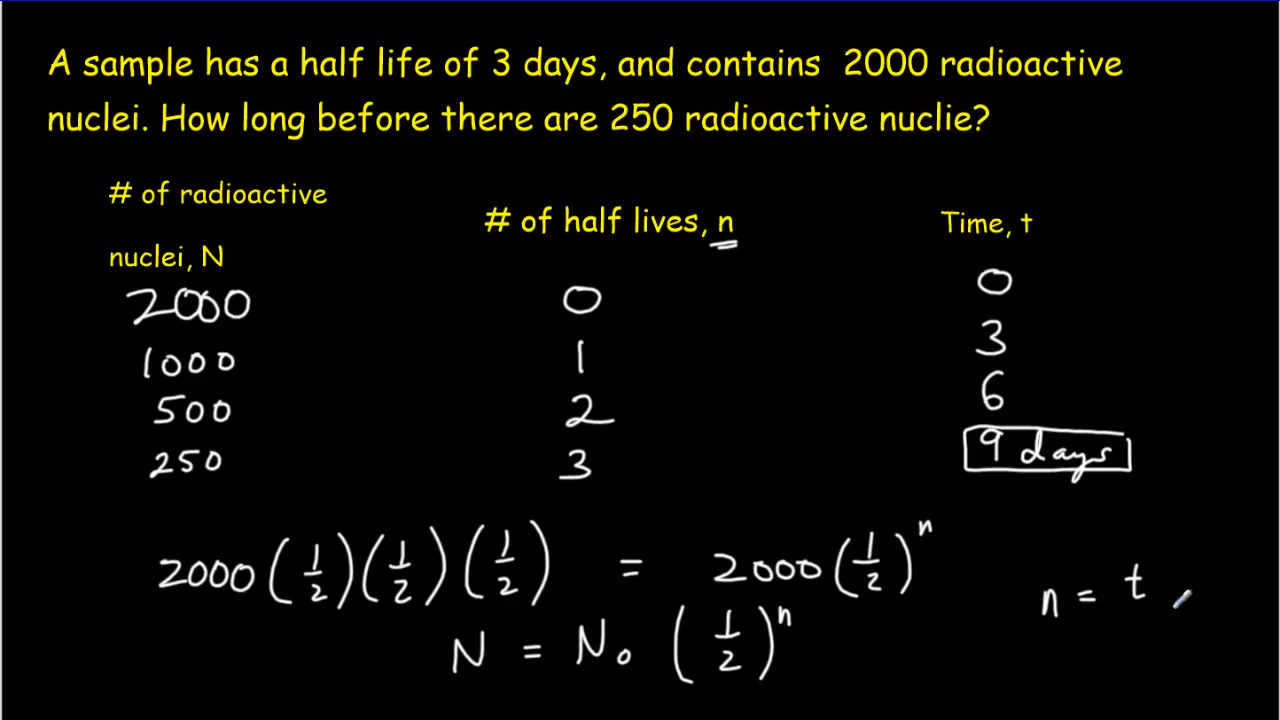 A sample has a half life of 3 days, and contains 2000 radioactive
nuclei. How long before there are 250 radioactive nuclie?
# of radioactive
nuclei, N
# of half lives, n
Time, t
2000 0 0
1000 1 3
500 2 6
250 3 9 days
2000 (1/2)(1/2)(1/2) = 2000 (1/2)^n
N = N₀ (1/2)^n
n = t